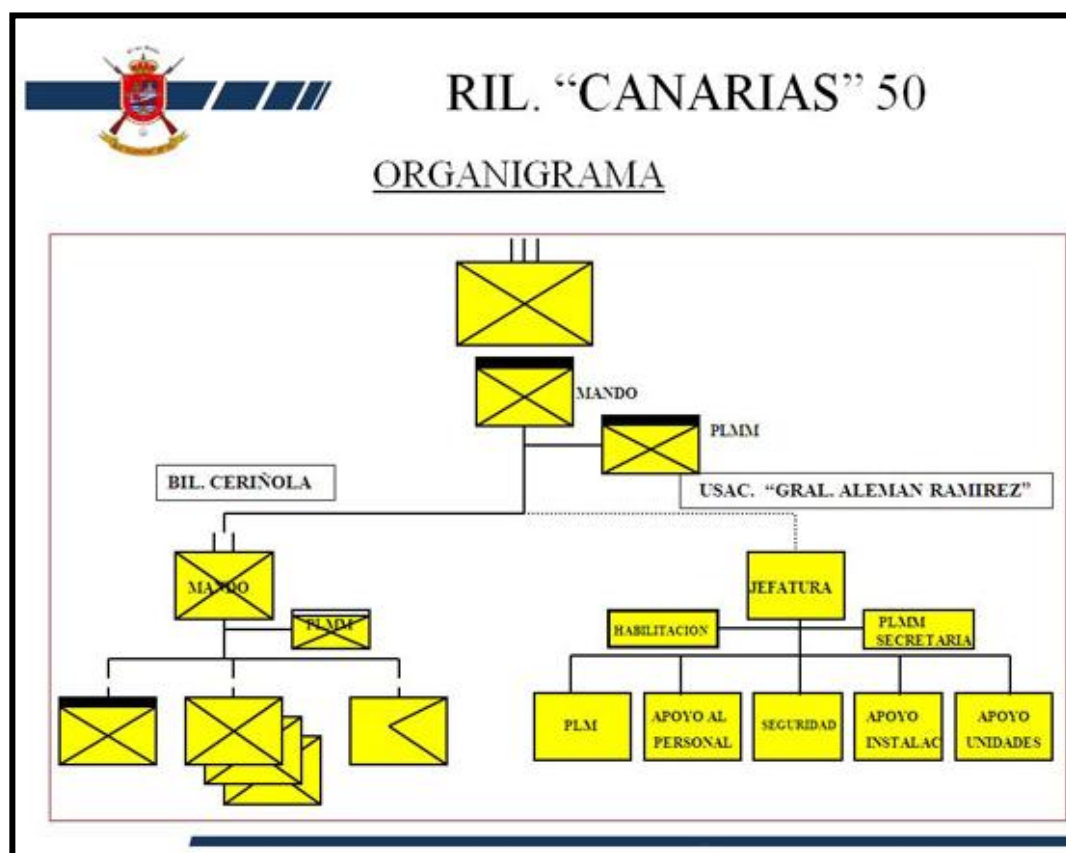 RIL. “CANARIAS” 50
ORGANIGRAMA
MANDO
PLMM
BIL. CERIÑOLA
USAC. “GRAL. ALEMAN RAMIREZ”
MANDO
PLMM
JEFATURA
HABILITACION
PLMM
SECRETARIA
PLM
APOYO AL
PERSONAL
SEGURIDAD
APOYO
INSTALAC
APOYO
UNIDADES